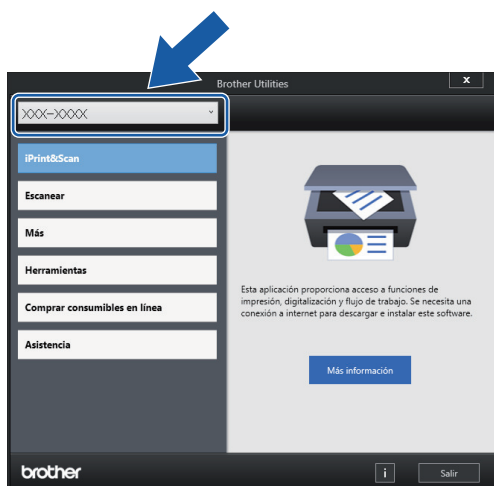 Brother Utilities
x
XXX-XXXX
iPrint&Scan
Escanear
Más
Herramientas
Comprar consumibles en línea
Asistencia
Esta aplicación proporciona acceso a funciones de
impresión, digitalización y flujo de trabajo. Se necesita una
conexión a internet para descargar e instalar este software.
Más información
brother
i
Salir